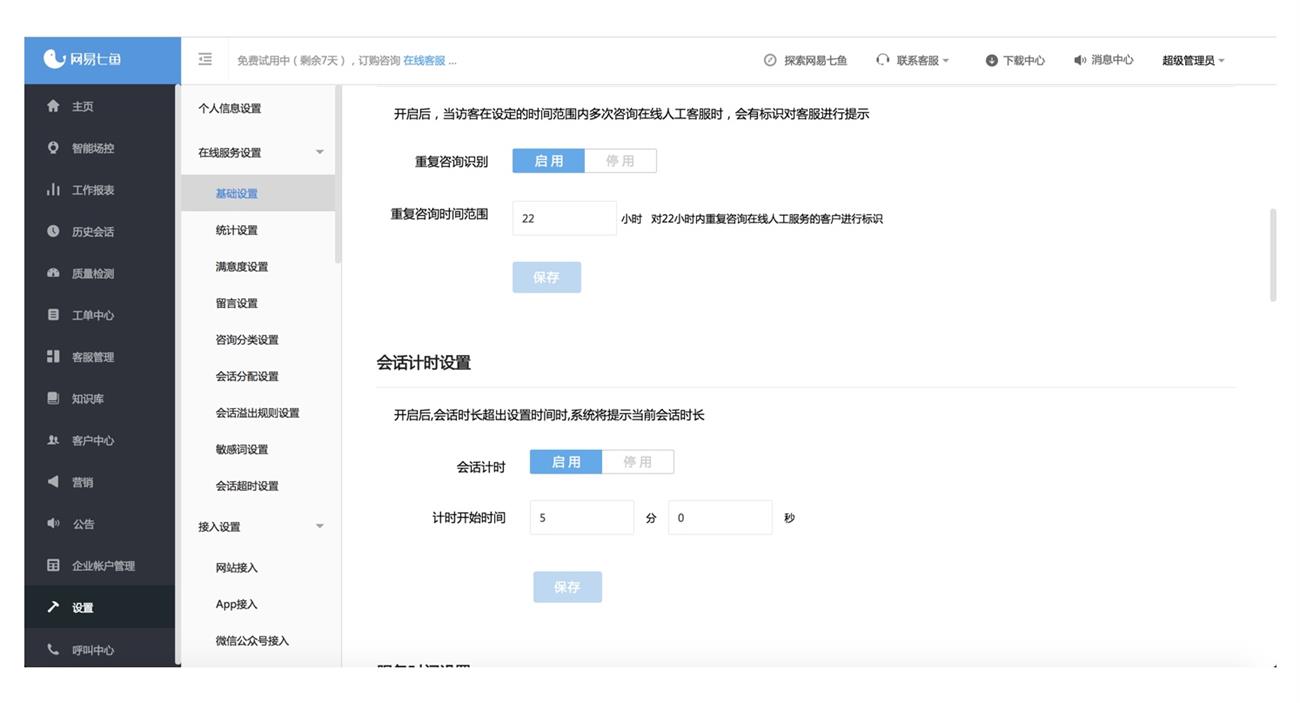 网易七鱼
免费试用中（剩余7天），订购咨询 在线客服 ...
探索网易七鱼
联系客服
下载中心
消息中心
超级管理员
主页
智能场控
工作报表
历史会话
质量检测
工单中心
客服管理
知识库
客户中心
营销
公告
企业帐户管理
设置
呼叫中心
个人信息设置
在线服务设置
基础设置
统计设置
满意度设置
留言设置
咨询分类设置
会话分配设置
会话溢出规则设置
敏感词设置
会话超时设置
接入设置
网站接入
App接入
微信公众号接入
开启后，当访客在设定的时间范围内多次咨询在线人工客服时，会有标识对客服进行提示
重复咨询识别 启用 停用
重复咨询时间范围 22 小时 对22小时内重复咨询在线人工服务的客户进行标识
保存
会话计时设置
开启后,会话时长超出设置时间时,系统将提示当前会话时长
会话计时 启用 停用
计时开始时间 5 分 0 秒
保存